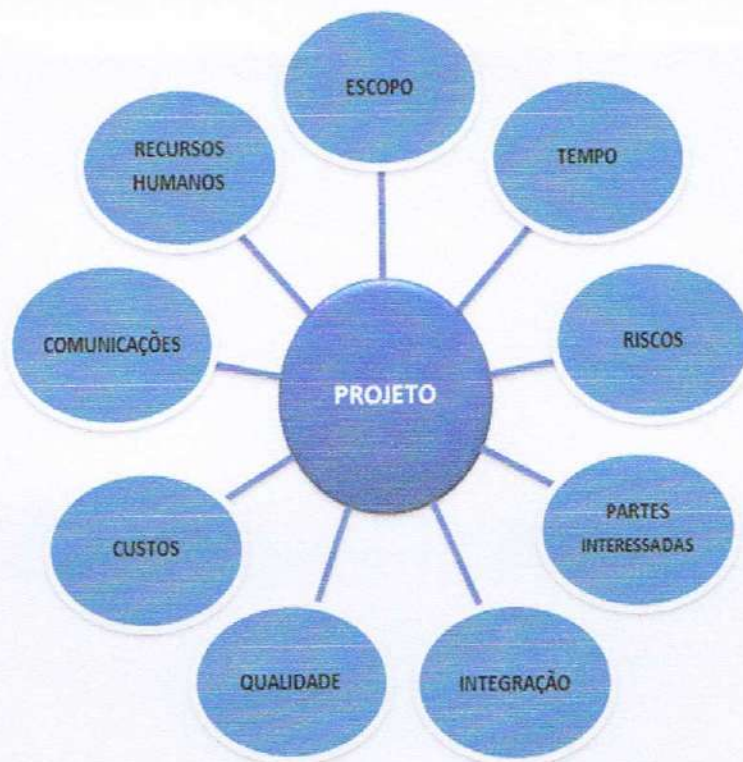 ESCOPO
TEMPO
RISCOS
PARTES
INTERESSADAS
INTEGRAÇÃO
QUALIDADE
CUSTOS
COMUNICAÇÕES
RECURSOS
HUMANOS
PROJETO